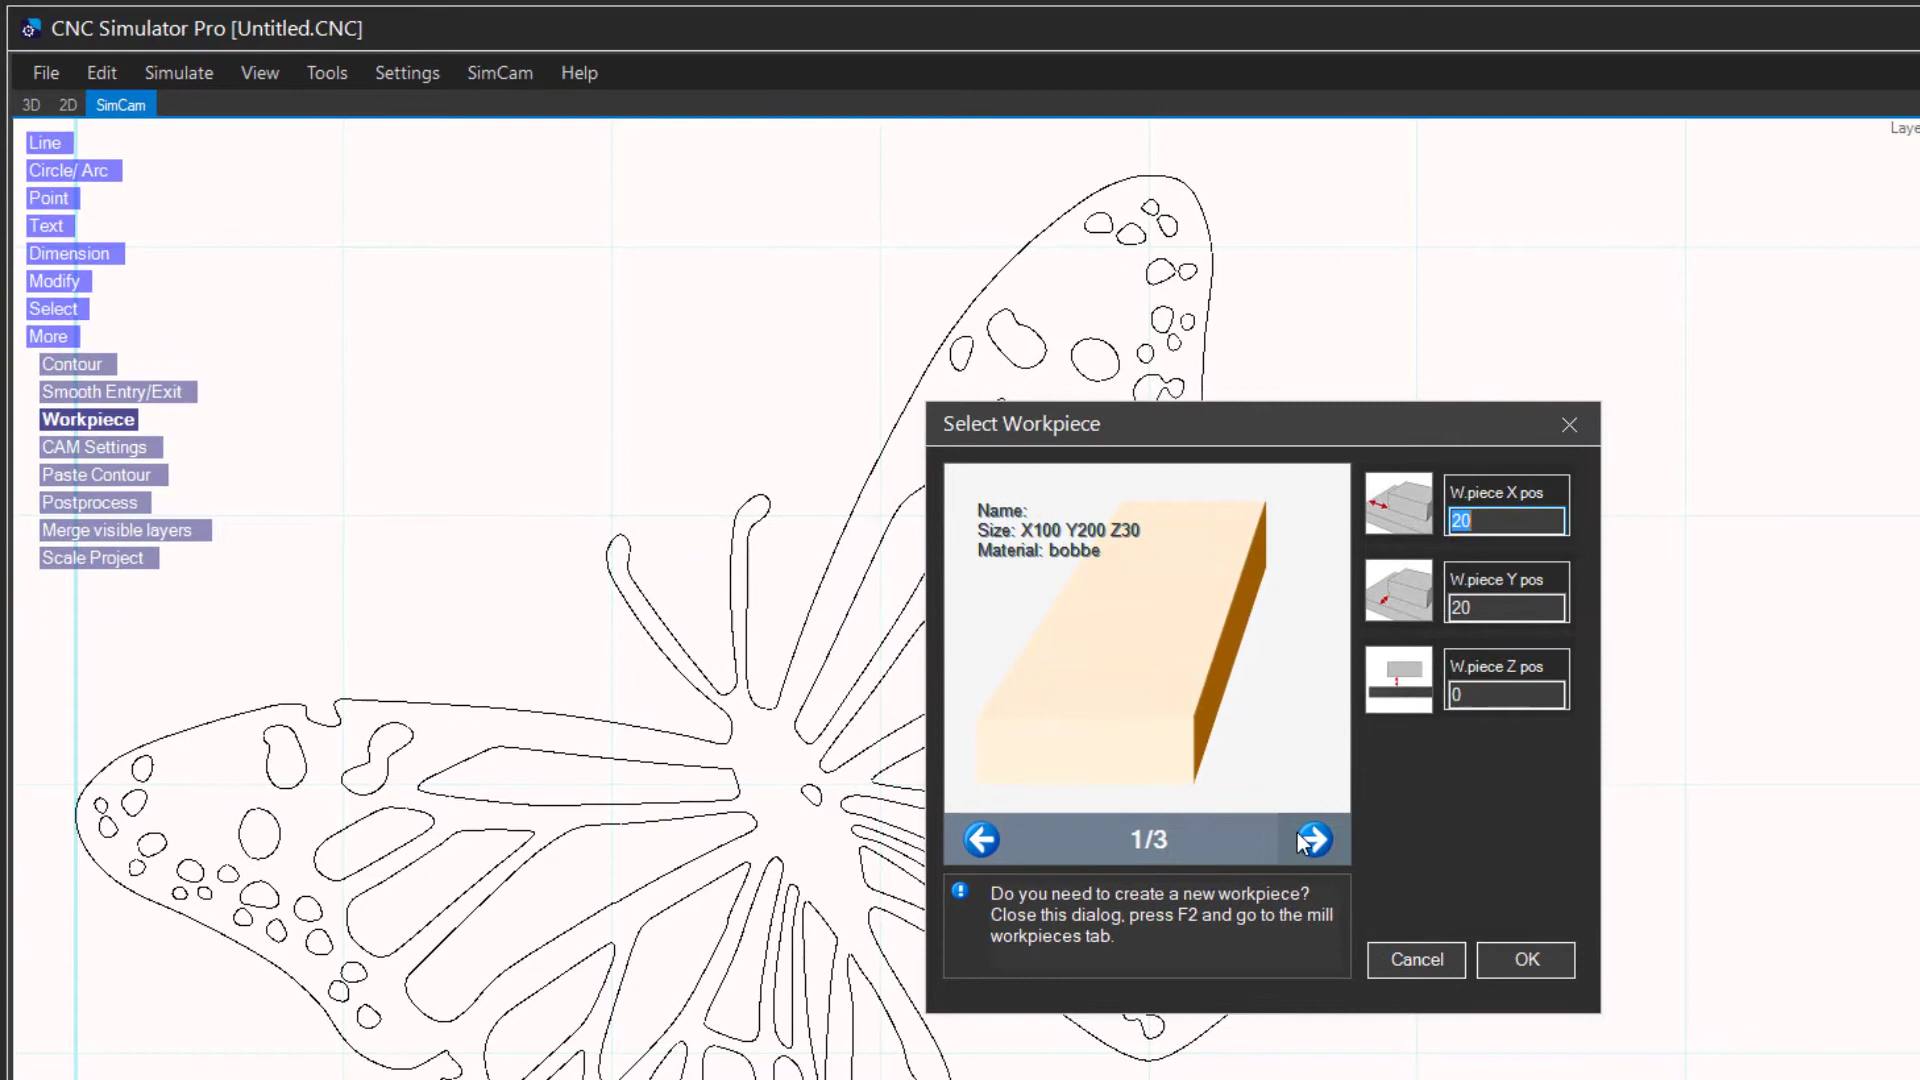 CNC Simulator Pro [Untitled.CNC]
File Edit Simulate View Tools Settings SimCam Help
3D 2D SimCam
Laye
Line
Circle/ Arc
Point
Text
Dimension
Modify
Select
More
Contour
Smooth Entry/Exit
Workpiece
CAM Settings
Paste Contour
Postprocess
Merge visible layers
Scale Project
Select Workpiece
Name:
Size: X100 Y200 Z30
Material: bobbe
W.piece X pos
20
W.piece Y pos
20
W.piece Z pos
0
1/3
Do you need to create a new workpiece?
Close this dialog, press F2 and go to the mill
workpieces tab.
Cancel OK